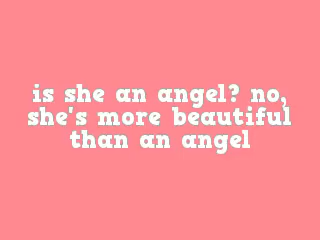 is she an angel? no,
she's more beautiful
than an angel